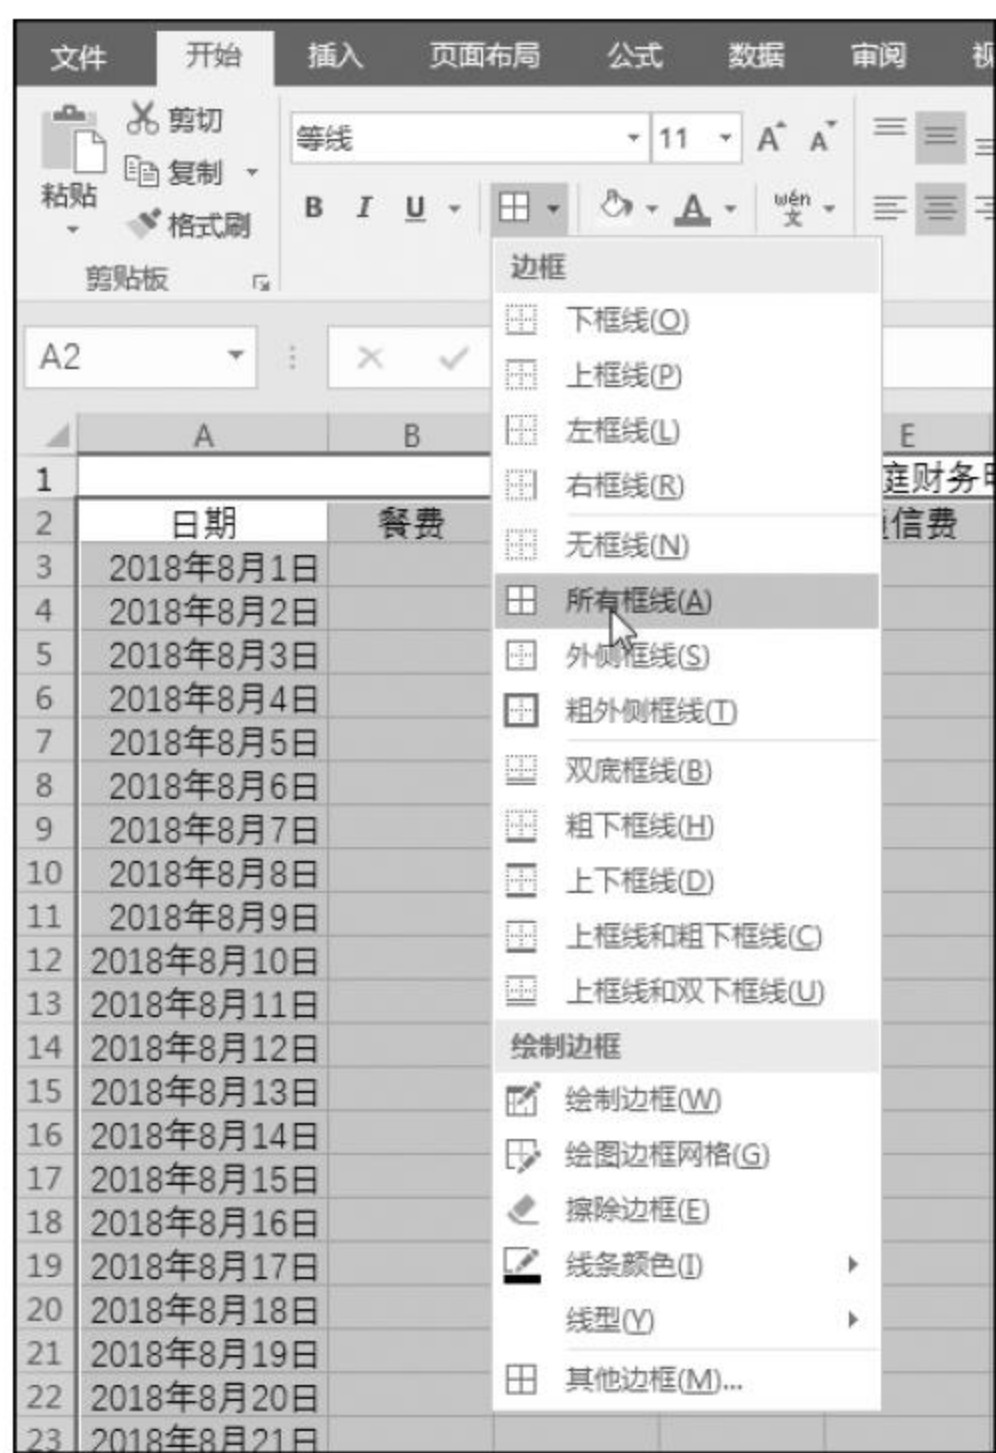 文件 开始 插入 页面布局 公式 数据 审阅
剪切
等线 11 A A
复制
粘贴
B I U A wén 文
格式刷
剪贴板
边框
A2
下框线(O)
上框线(P)
左框线(L)
A B E
右框线(R)
1 庭财务
2 日期 餐费 信费
无框线(N)
3 2018年8月1日
所有框线(A)
4 2018年8月2日
5 2018年8月3日
外侧框线(S)
6 2018年8月4日
粗外侧框线(T)
7 2018年8月5日
双底框线(B)
8 2018年8月6日
9 2018年8月7日
粗下框线(H)
10 2018年8月8日
上下框线(D)
11 2018年8月9日
上框线和粗下框线(C)
12 2018年8月10日
上框线和双下框线(U)
13 2018年8月11日
14 2018年8月12日
绘制边框
15 2018年8月13日
绘制边框(W)
16 2018年8月14日
绘图边框网格(G)
17 2018年8月15日
18 2018年8月16日
擦除边框(E)
19 2018年8月17日
线条颜色(I)
20 2018年8月18日
线型(Y)
21 2018年8月19日
22 2018年8月20日
其他边框(M)...
23 2018年8月21日